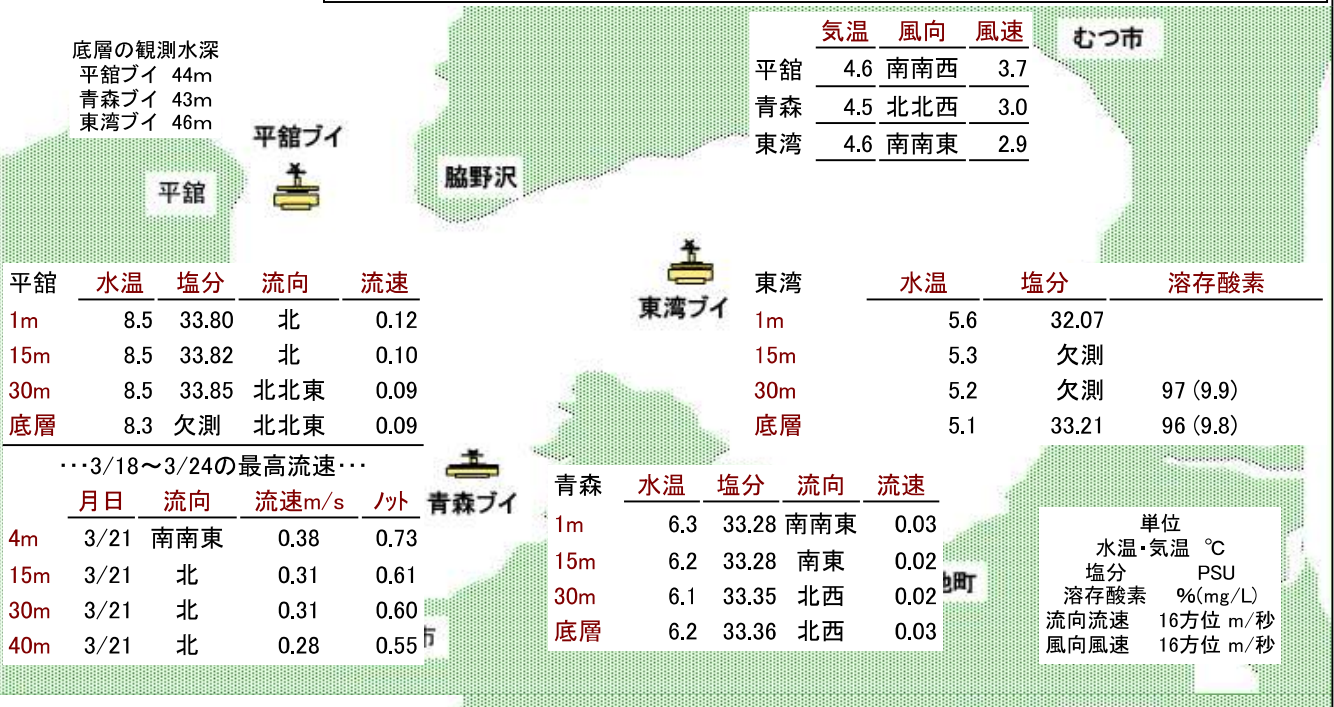 底層の観測水深
平舘ブイ 44m
青森ブイ 43m
東湾ブイ 46m
気温 風向 風速
平舘 4.6 南南西 3.7
青森 4.5 北北西 3.0
東湾 4.6 南南東 2.9
むつ市
平舘ブイ
平舘
脇野沢
東湾ブイ
平舘 水温 塩分 流向 流速
1m 8.5 33.80 北 0.12
15m 8.5 33.82 北 0.10
30m 8.5 33.85 北北東 0.09
底層 8.3 欠測 北北東 0.09
東湾 水温 塩分 溶存酸素
1m 5.6 32.07
15m 5.3 欠測
30m 5.2 欠測 97 (9.9)
底層 5.1 33.21 96 (9.8)
･･･3/18～3/24の最高流速･･･
月日 流向 流速m/s ﾉｯﾄ
4m 3/21 南南東 0.38 0.73
15m 3/21 北 0.31 0.61
30m 3/21 北 0.31 0.60
40m 3/21 北 0.28 0.55
市
青森ブイ
青森 水温 塩分 流向 流速
1m 6.3 33.28 南南東 0.03
15m 6.2 33.28 南東 0.02
30m 6.1 33.35 北西 0.02
底層 6.2 33.36 北西 0.03
町
単位
水温･気温 ℃
塩分 PSU
溶存酸素 %(mg/L)
流向流速 16方位 m/秒
風向風速 16方位 m/秒